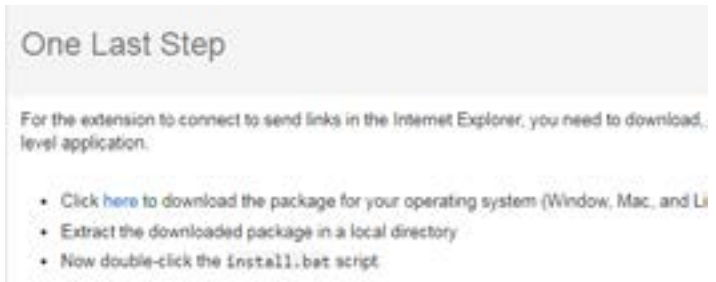 One Last Step
For the extension to connect to send links in the Internet Explorer, you need to download,
level application.
Click here to download the package for your operating system (Window, Mac, and Li
Extract the downloaded package in a local directory
Now double-click the install.bat script